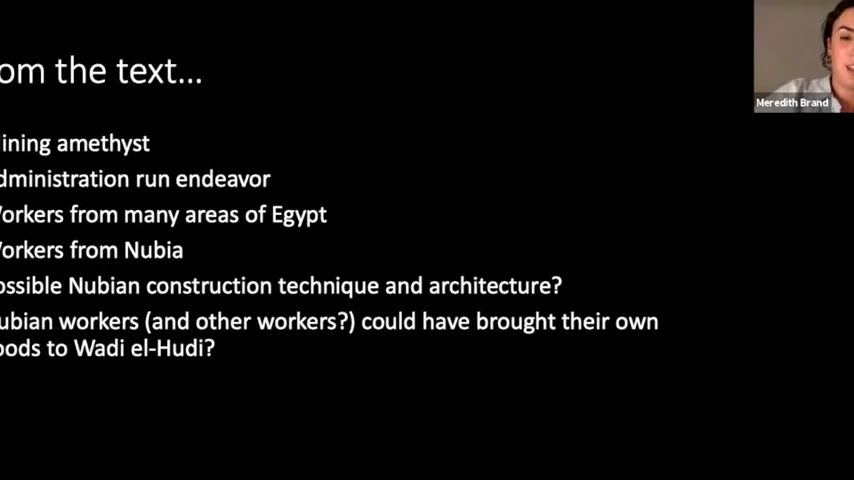 om the text...
Meredith Brand
ining amethyst
dministration run endeavor
orkers from many areas of Egypt
orkers from Nubia
ossible Nubian construction technique and architecture?
ubian workers (and other workers?) could have brought their own
oods to Wadi el-Hudi?